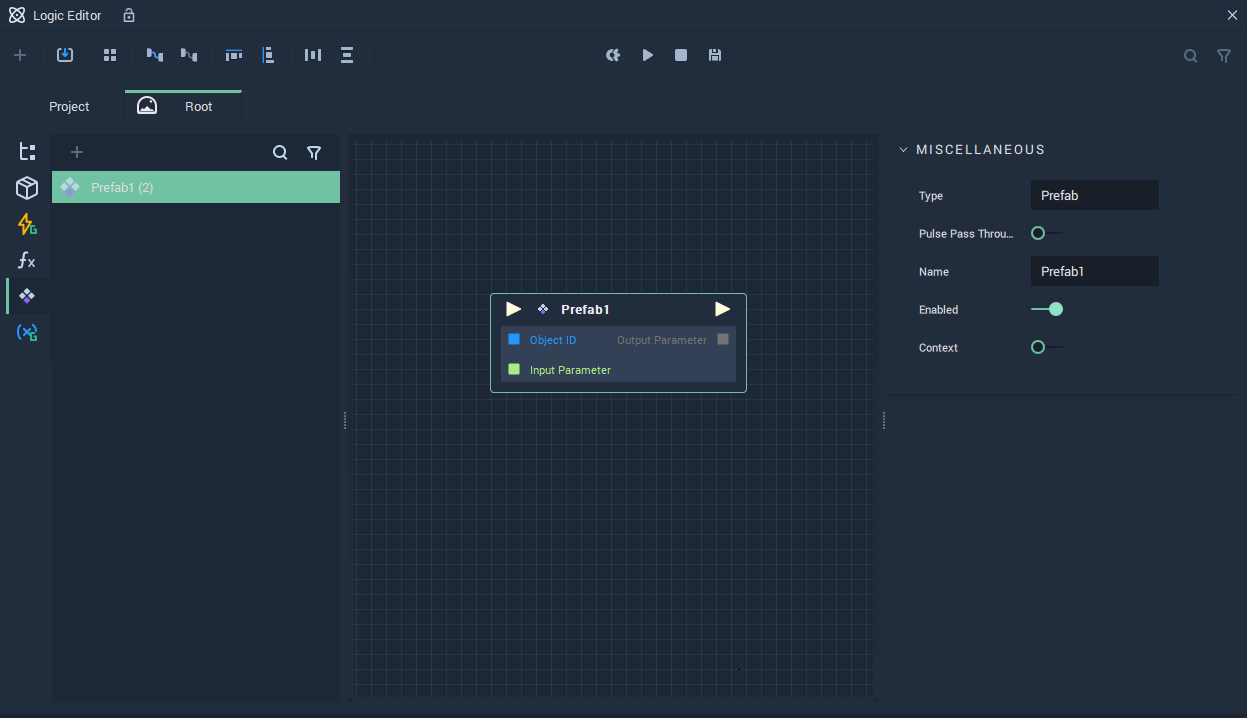 Logic Editor
Project
Root
Prefab1 (2)
Prefab1
Object ID
Output Parameter
Input Parameter
MISCELLANEOUS
Type
Prefab
Pulse Pass Throu...
Name
Prefab1
Enabled
Context